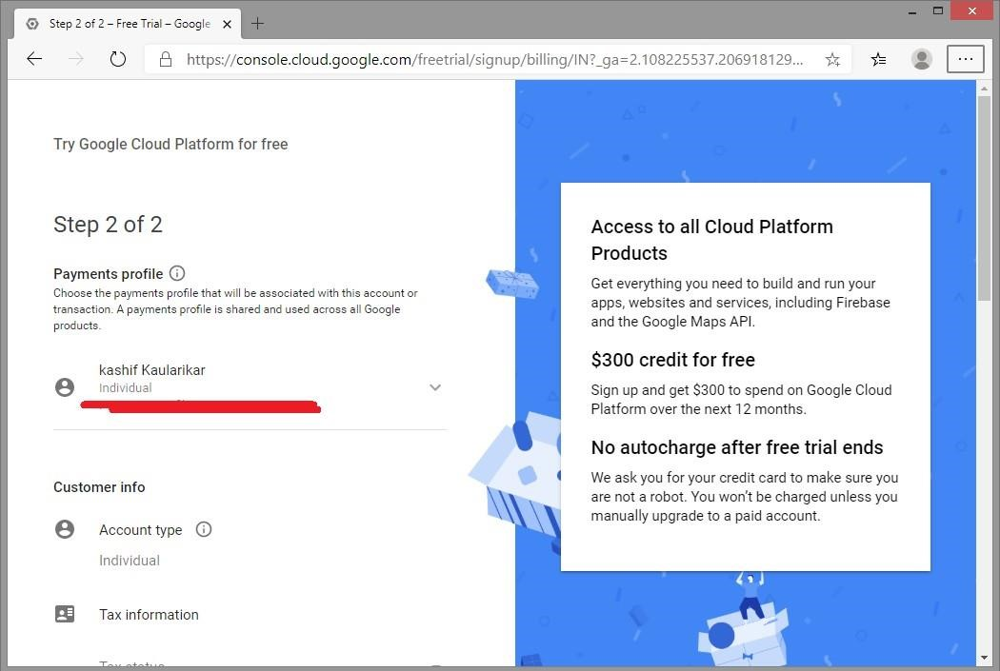 Step 2 of 2 – Free Trial – Google
https://console.cloud.google.com/freetrial/signup/billing/IN?_ga=2.108225537.206918129...
Try Google Cloud Platform for free
Step 2 of 2
Payments profile
Choose the payments profile that will be associated with this account or
transaction. A payments profile is shared and used across all Google
products.
kashif Kaularikar
Individual
Customer info
Account type
Individual
Tax information
Tax status
Access to all Cloud Platform
Products
Get everything you need to build and run your
apps, websites and services, including Firebase
and the Google Maps API.
$300 credit for free
Sign up and get $300 to spend on Google Cloud
Platform over the next 12 months.
No autocharge after free trial ends
We ask you for your credit card to make sure you
are not a robot. You won’t be charged unless you
manually upgrade to a paid account.